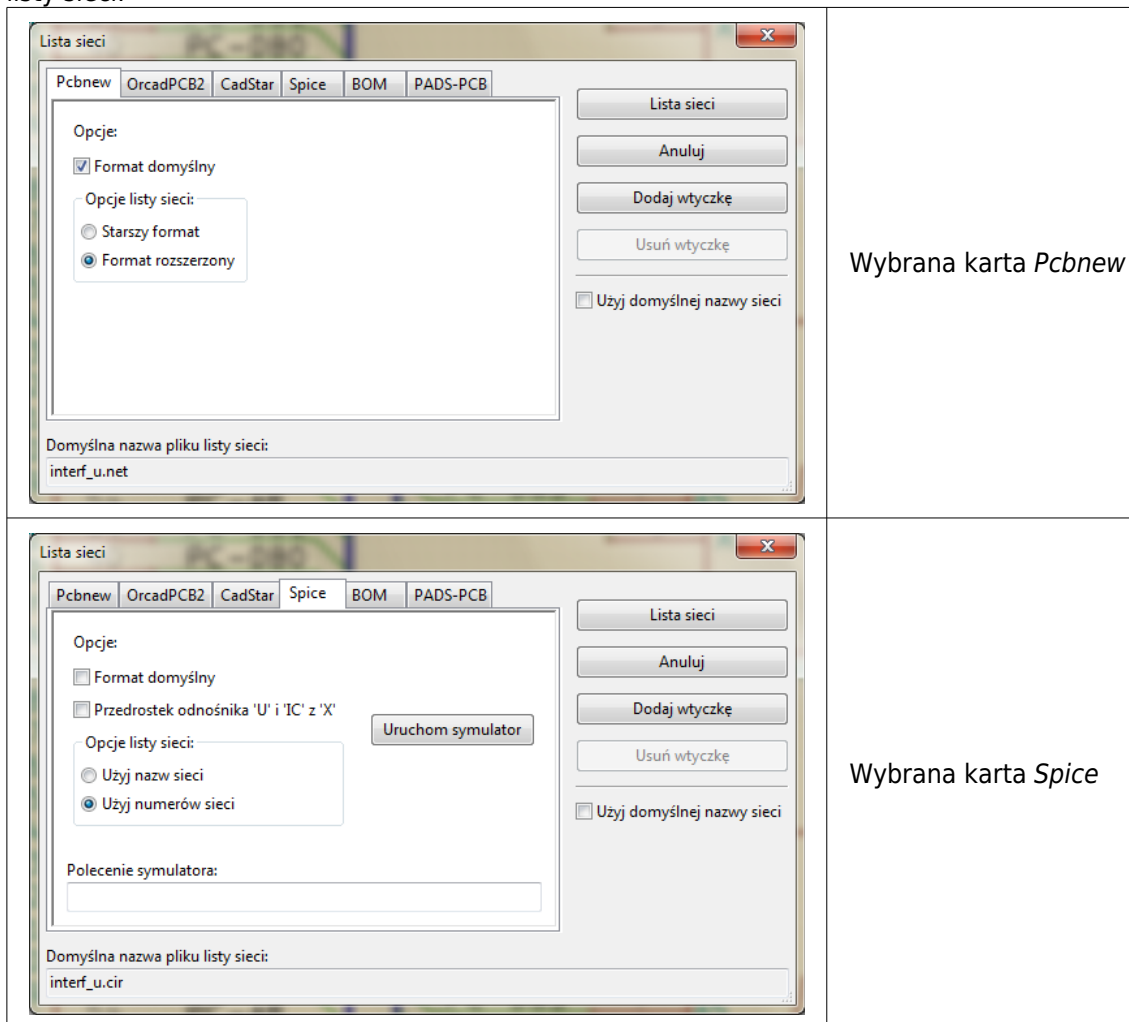 Lista sieci
Pcbnew OrcadPCB2 CadStar Spice BOM PADS-PCB
Opcje:
Format domyślny
Opcje listy sieci:
Starszy format
Format rozszerzony
Lista sieci
Anuluj
Dodaj wtyczkę
Usuń wtyczkę
Użyj domyślnej nazwy sieci
Domyślna nazwa pliku listy sieci:
interf_u.net
Wybrana karta Pcbnew
Lista sieci
Pcbnew OrcadPCB2 CadStar Spice BOM PADS-PCB
Opcje:
Format domyślny
Przedrostek odnośnika 'U' i 'IC' z 'X'
Uruchom symulator
Opcje listy sieci:
Użyj nazw sieci
Użyj numerów sieci
Polecenie symulatora:
Lista sieci
Anuluj
Dodaj wtyczkę
Usuń wtyczkę
Użyj domyślnej nazwy sieci
Domyślna nazwa pliku listy sieci:
interf_u.cir
Wybrana karta Spice